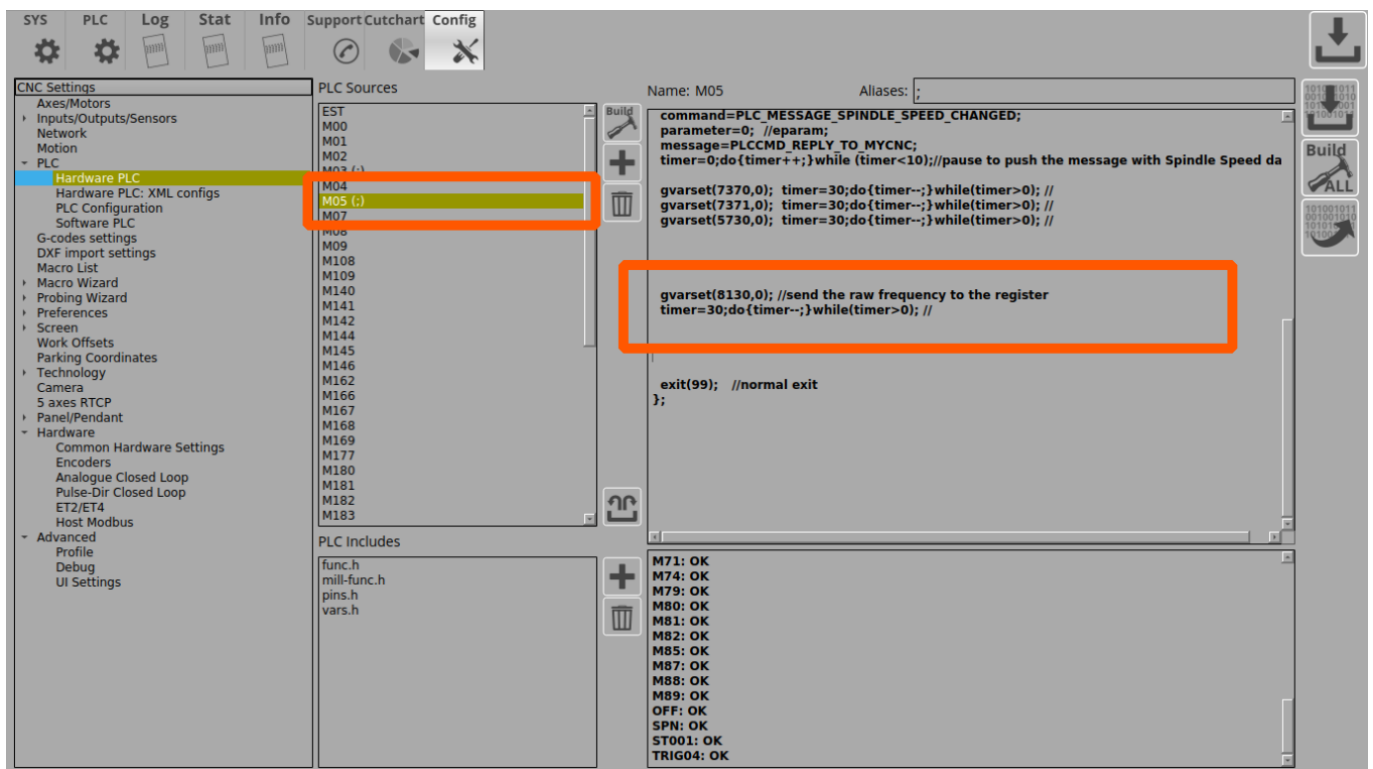 SYS PLC Log Stat Info Support Cutchart Config
CNC Settings
Axes/Motors
Inputs/Outputs/Sensors
Network
Motion
PLC
Hardware PLC
Hardware PLC: XML configs
PLC Configuration
Software PLC
G-codes settings
DXF import settings
Macro List
Macro Wizard
Probing Wizard
Preferences
Screen
Work Offsets
Parking Coordinates
Technology
Camera
5 axes RTCP
Panel/Pendant
Hardware
Common Hardware Settings
Encoders
Analogue Closed Loop
Pulse-Dir Closed Loop
ET2/ET4
Host Modbus
Advanced
Profile
Debug
UI Settings
PLC Sources
EST
M00
M01
M02
M03 (;)
M04
M05 (;)
M07
M08
M09
M108
M109
M140
M141
M142
M144
M145
M146
M162
M166
M167
M168
M169
M177
M180
M181
M182
M183
PLC Includes
func.h
mill-func.h
pins.h
vars.h
Build
Name: M05 Aliases: ;
command=PLC_MESSAGE_SPINDLE_SPEED_CHANGED;
parameter=0; //eparam;
message=PLCCMD_REPLY_TO_MYCNC;
timer=0;do{timer++;}while (timer<10);//pause to push the message with Spindle Speed da
gvarset(7370,0); timer=30;do{timer--;}while(timer>0); //
gvarset(7371,0); timer=30;do{timer--;}while(timer>0); //
gvarset(5730,0); timer=30;do{timer--;}while(timer>0); //
gvarset(8130,0); //send the raw frequency to the register
timer=30;do{timer--;}while(timer>0); //
exit(99); //normal exit
};
M71: OK
M74: OK
M79: OK
M80: OK
M81: OK
M82: OK
M85: OK
M87: OK
M88: OK
M89: OK
OFF: OK
SPN: OK
ST001: OK
TRIG04: OK
Build
ALL